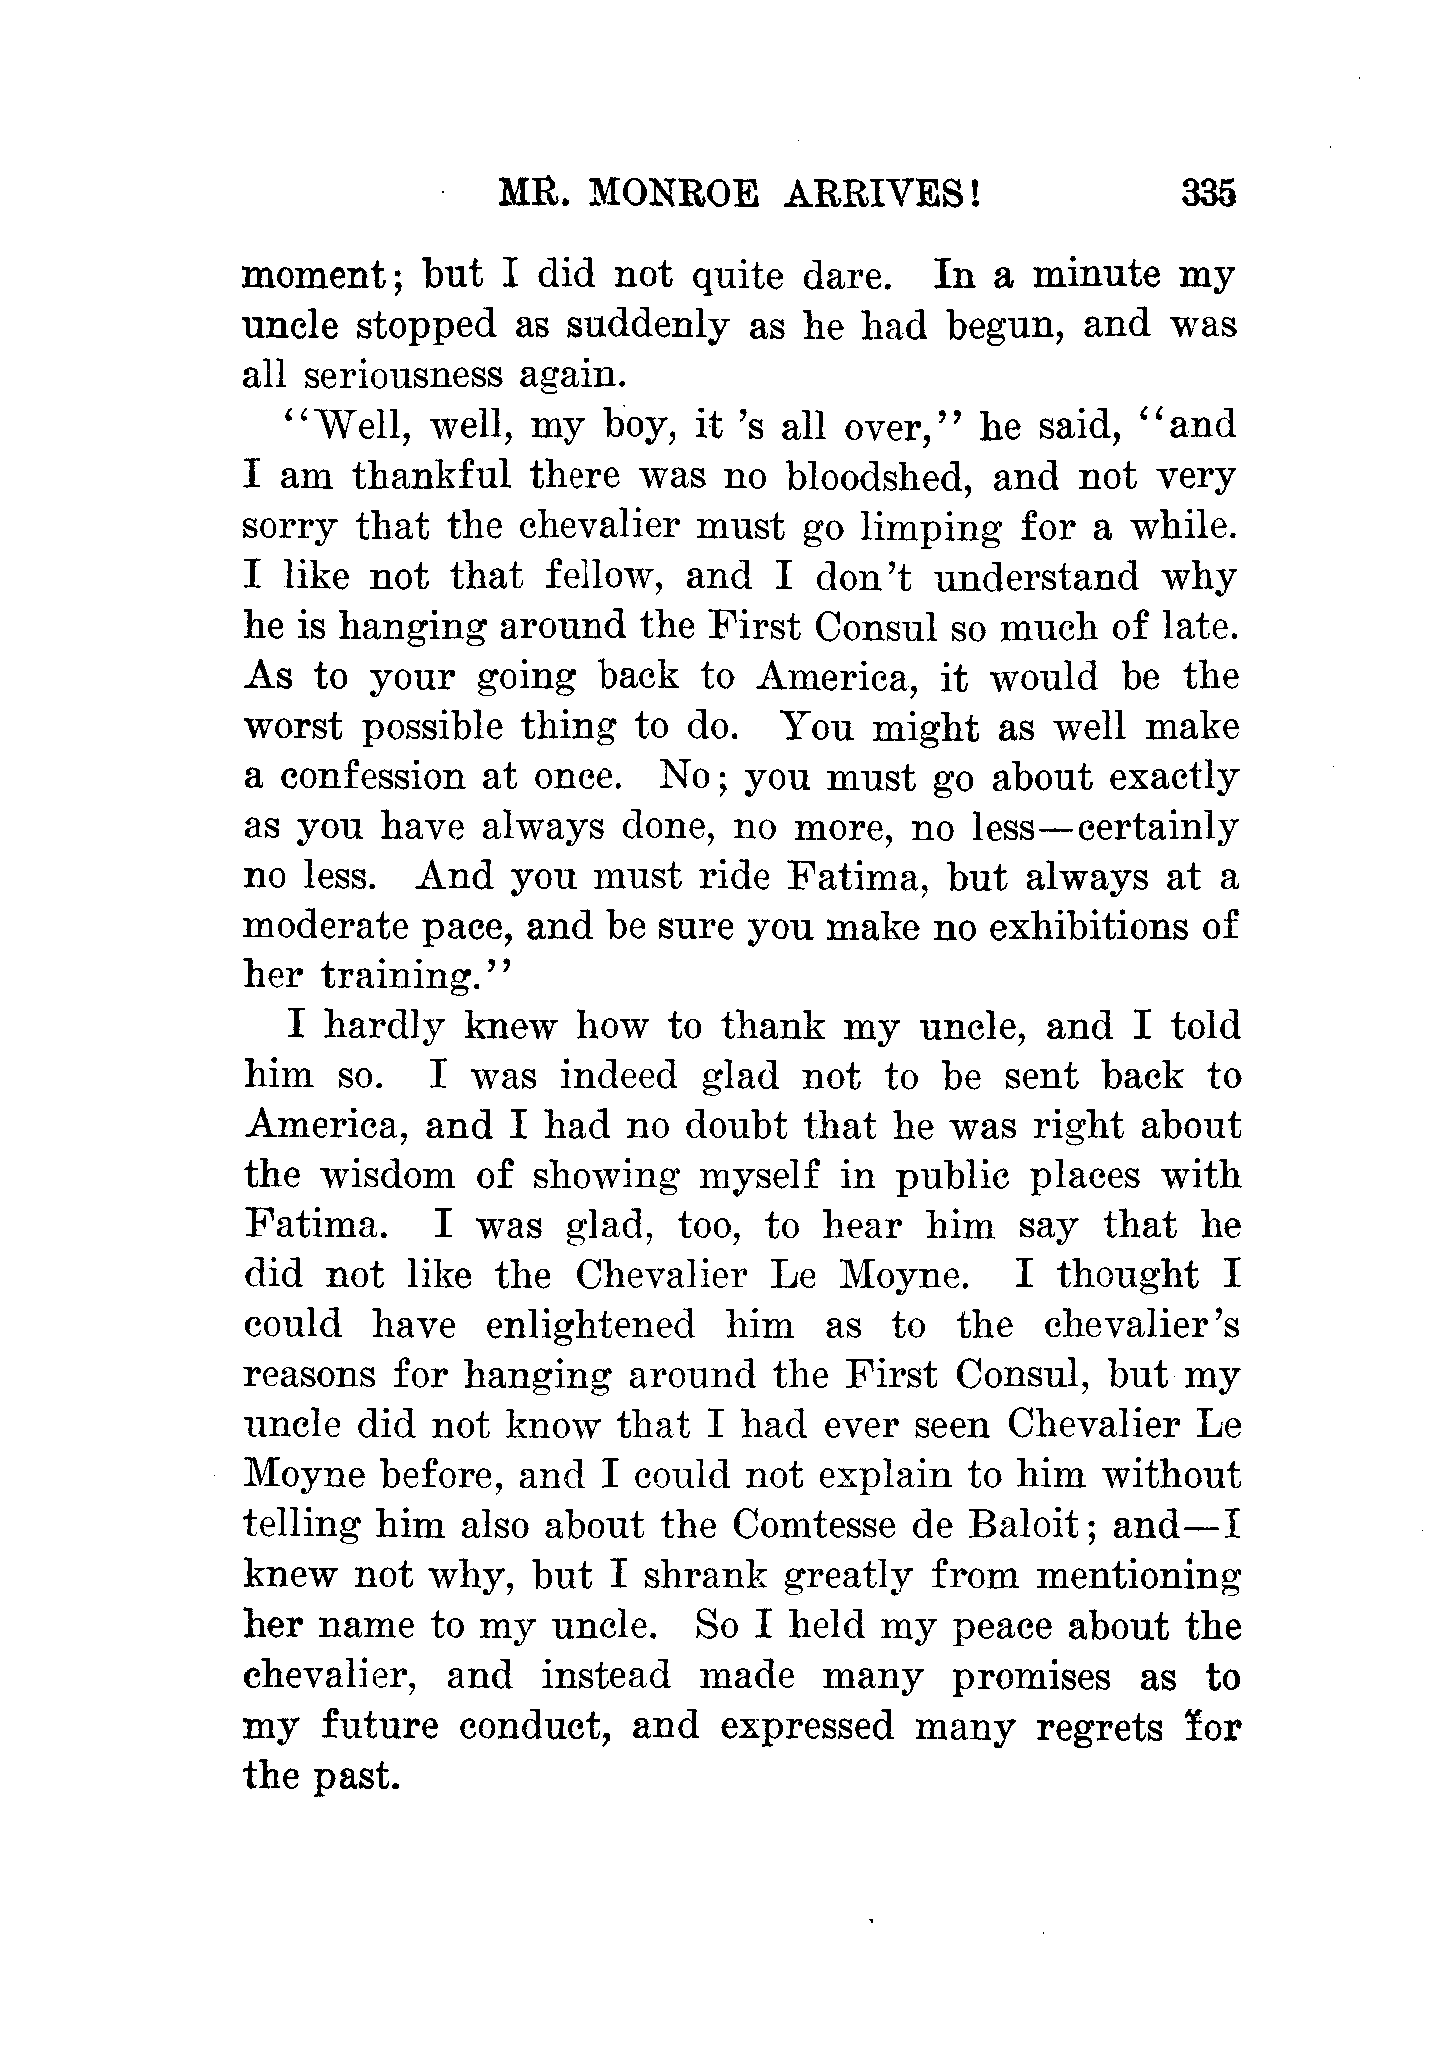 MR. MONROE ARRIVES! 335
moment; but I did not quite dare. In a minute my
uncle stopped as suddenly as he had begun, and was
all seriousness again.
"Well, well, my boy, it 's all over," he said, "and
I am thankful there was no bloodshed, and not very
sorry that the chevalier must go limping for a while.
I like not that fellow, and I don't understand why
he is hanging around the First Consul so much of late.
As to your going back to America, it would be the
worst possible thing to do. You might as well make
a confession at once. No; you must go about exactly
as you have always done, no more, no less—certainly
no less. And you must ride Fatima, but always at a
moderate pace, and be sure you make no exhibitions of
her training."
I hardly knew how to thank my uncle, and I told
him so. I was indeed glad not to be sent back to
America, and I had no doubt that he was right about
the wisdom of showing myself in public places with
Fatima. I was glad, too, to hear him say that he
did not like the Chevalier Le Moyne. I thought I
could have enlightened him as to the chevalier's
reasons for hanging around the First Consul, but my
uncle did not know that I had ever seen Chevalier Le
Moyne before, and I could not explain to him without
telling him also about the Comtesse de Baloit; and—I
knew not why, but I shrank greatly from mentioning
her name to my uncle. So I held my peace about the
chevalier, and instead made many promises as to
my future conduct, and expressed many regrets for
the past.